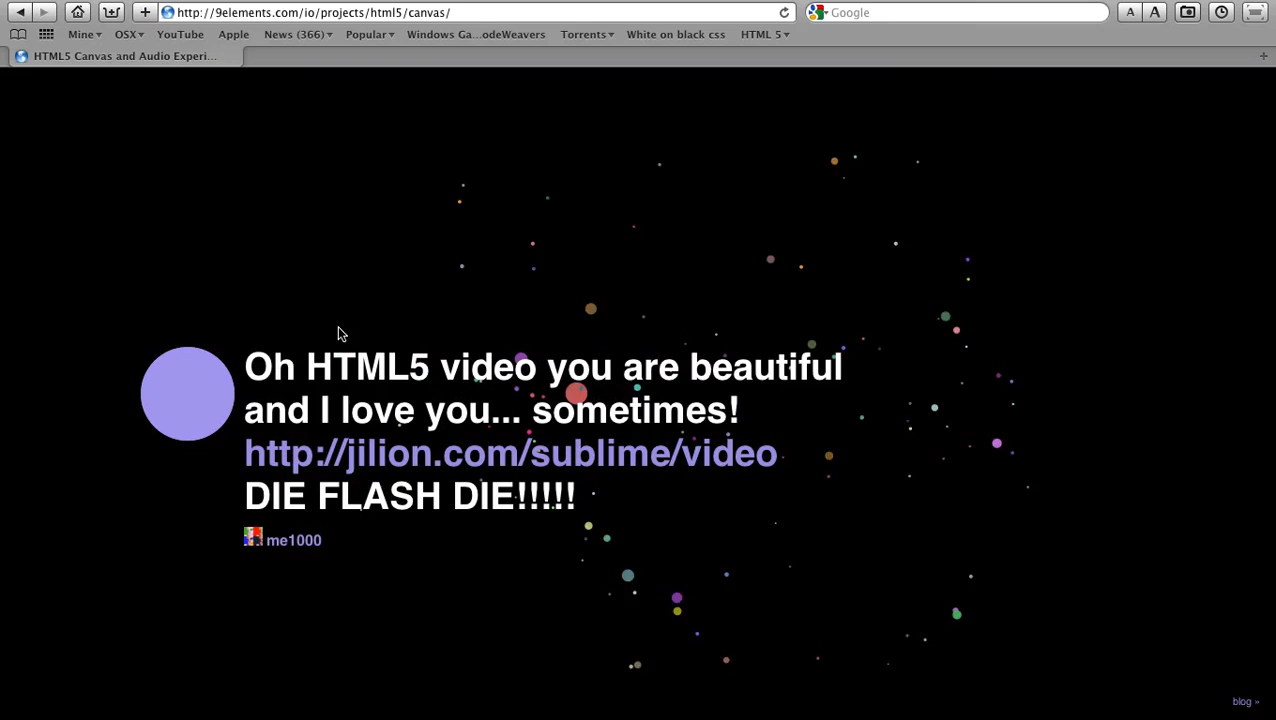 http://9elements.com/io/projects/html5/canvas/
Google
A A
Mine OSX YouTube Apple News (366) Popular Windows Ga...odeWeavers Torrents White on black css HTML 5
HTML5 Canvas and Audio Experi...
Oh HTML5 video you are beautiful
and I love you... sometimes!
http://jilion.com/sublime/video
DIE FLASH DIE!!!!!
me1000
blog »